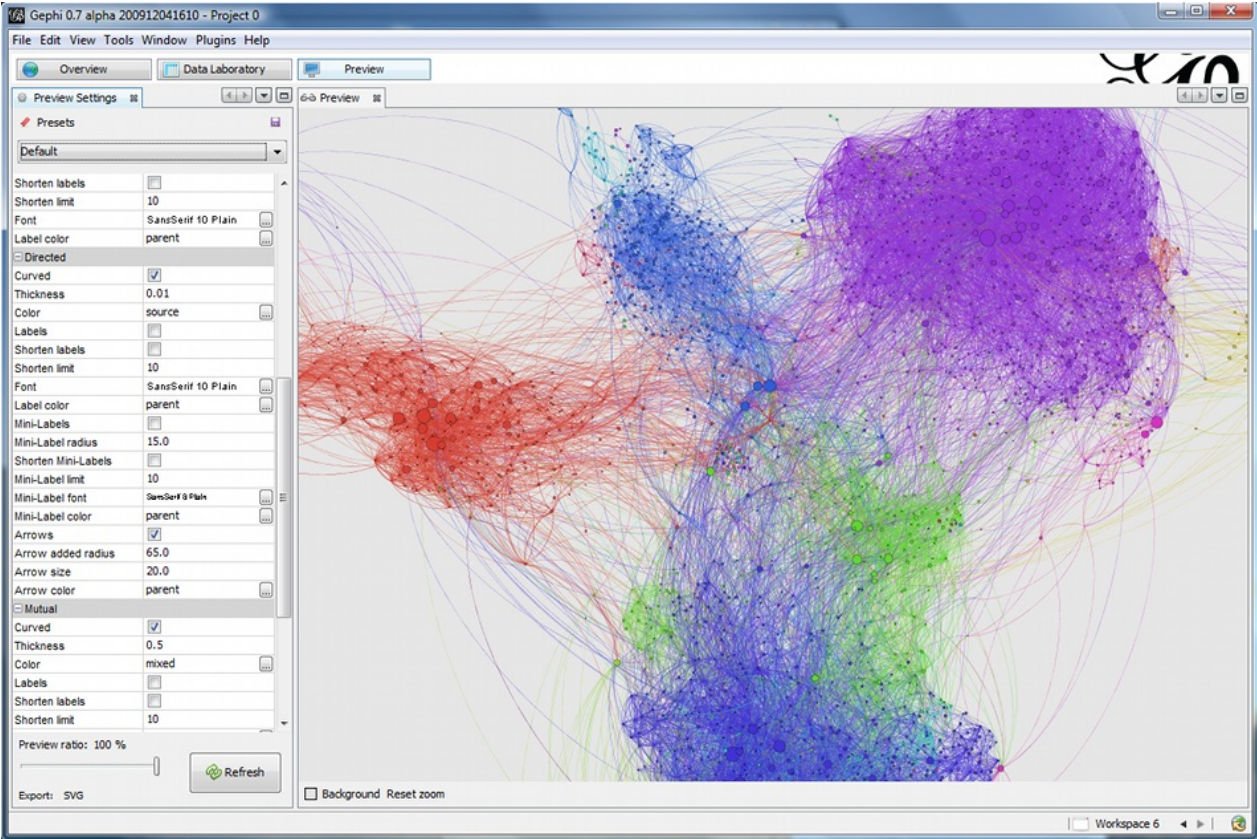 Gephi 0.7 alpha 200912041610 - Project 0
File Edit View Tools Window Plugins Help
Overview
Data Laboratory
Preview
Preview Settings
Preview
Presets
Default
Shorten labels
Shorten limit 10
Font SansSerif 10 Plain ...
Label color parent ...
Directed
Curved
Thickness 0.01
Color source ...
Labels
Shorten labels
Shorten limit 10
Font SansSerif 10 Plain ...
Label color parent ...
Mini-Labels
Mini-Label radius 15.0
Shorten Mini-Labels
Mini-Label limit 10
Mini-Label font SansSerif 8 Plain ...
Mini-Label color parent ...
Arrows
Arrow added radius 65.0
Arrow size 20.0
Arrow color parent ...
Mutual
Curved
Thickness 0.5
Color mixed ...
Labels
Shorten labels
Shorten limit 10
Preview ratio: 100 %
Refresh
Export: SVG
Background Reset zoom
Workspace 6